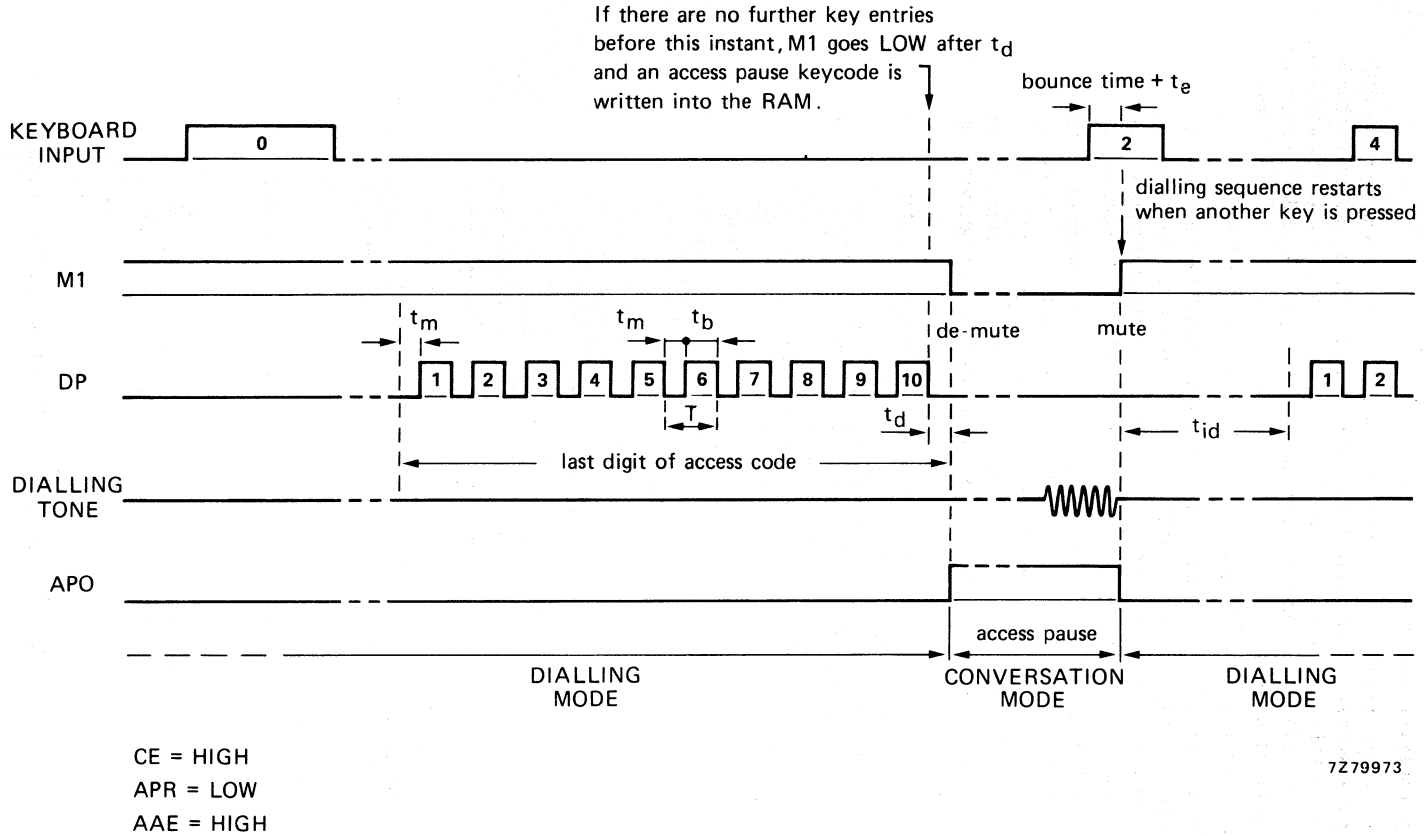 If there are no further key entries
before this instant, M1 goes LOW after td
and an access pause keycode is
written into the RAM.
bounce time + te
KEYBOARD
INPUT
0
2
4
dialling sequence restarts
when another key is pressed
M1
de-mute
mute
tm
tm
tb
DP
1
2
3
4
5
6
7
8
9
10
1
2
T
td
tid
last digit of access code
DIALLING
TONE
APO
access pause
DIALLING
MODE
CONVERSATION
MODE
DIALLING
MODE
CE = HIGH
APR = LOW
AAE = HIGH
7Z79973